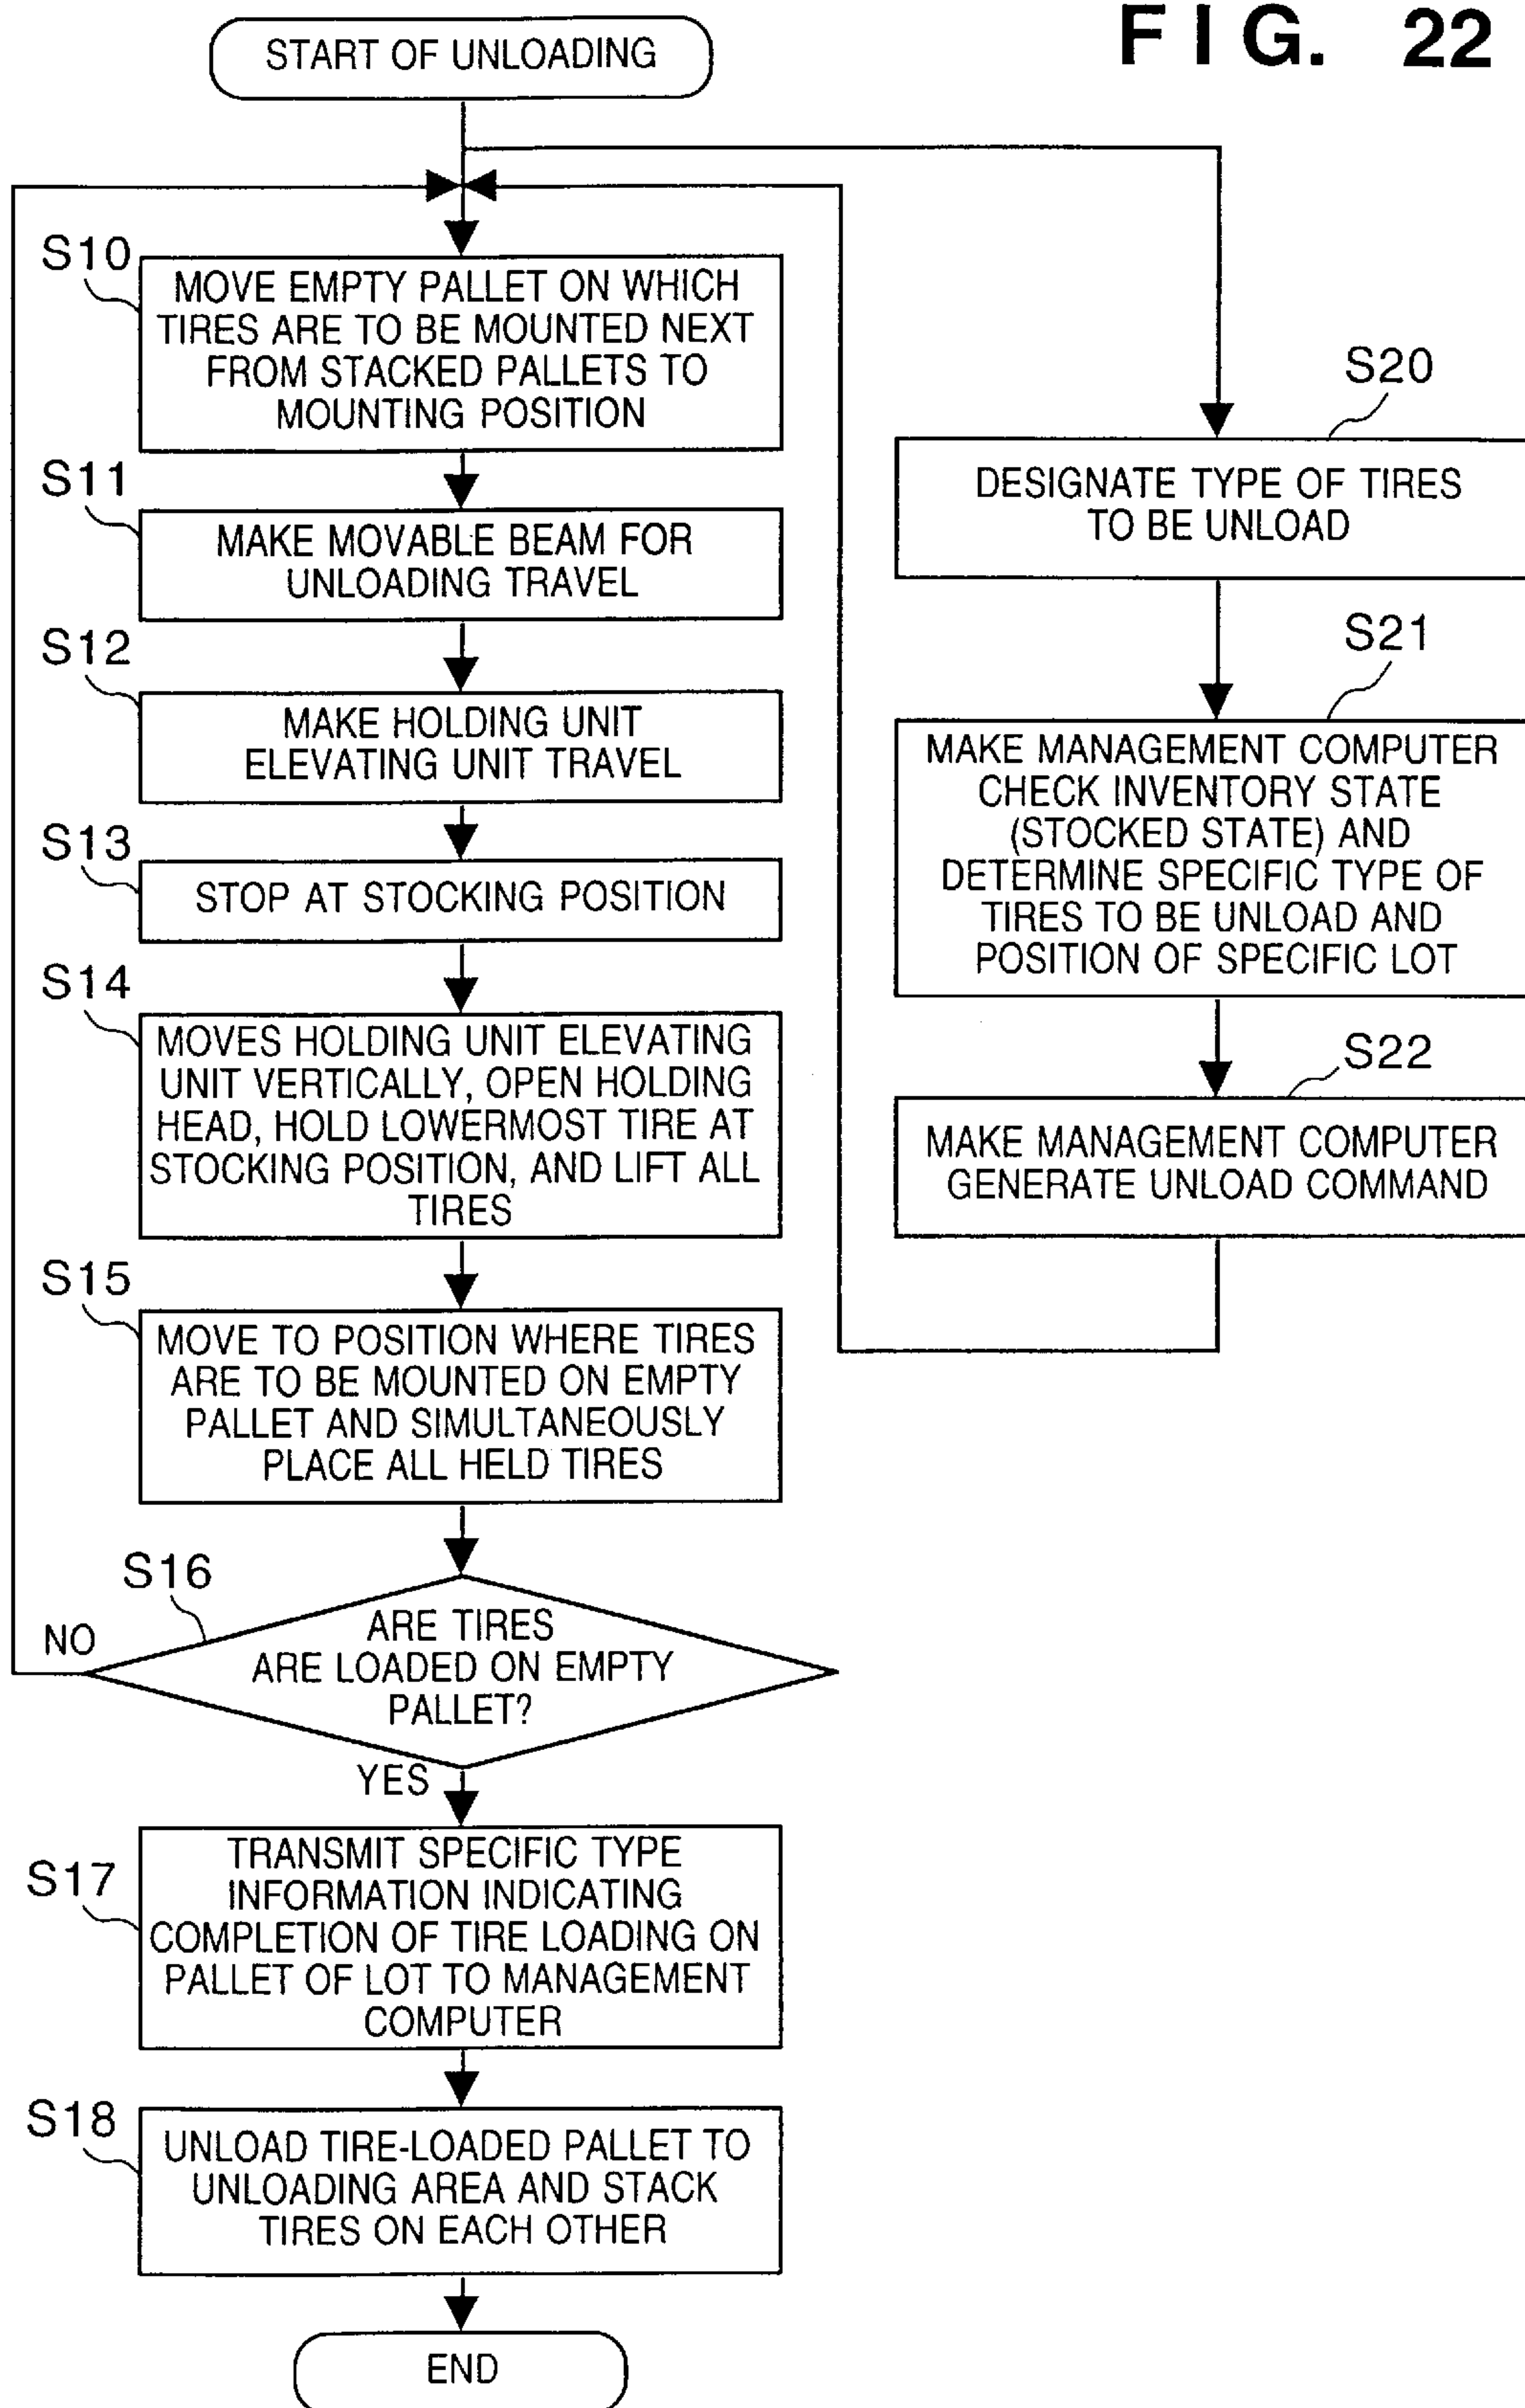 FIG. 22
START OF UNLOADING
S10
MOVE EMPTY PALLET ON WHICH
TIRES ARE TO BE MOUNTED NEXT
FROM STACKED PALLETS TO
MOUNTING POSITION
S11
MAKE MOVABLE BEAM FOR
UNLOADING TRAVEL
S12
MAKE HOLDING UNIT
ELEVATING UNIT TRAVEL
S13
STOP AT STOCKING POSITION
S14
MOVES HOLDING UNIT ELEVATING
UNIT VERTICALLY, OPEN HOLDING
HEAD, HOLD LOWERMOST TIRE AT
STOCKING POSITION, AND LIFT ALL
TIRES
S15
MOVE TO POSITION WHERE TIRES
ARE TO BE MOUNTED ON EMPTY
PALLET AND SIMULTANEOUSLY
PLACE ALL HELD TIRES
S16
ARE TIRES
ARE LOADED ON EMPTY
PALLET?
NO
YES
S17
TRANSMIT SPECIFIC TYPE
INFORMATION INDICATING
COMPLETION OF TIRE LOADING ON
PALLET OF LOT TO MANAGEMENT
COMPUTER
S18
UNLOAD TIRE-LOADED PALLET TO
UNLOADING AREA AND STACK
TIRES ON EACH OTHER
END
S20
DESIGNATE TYPE OF TIRES
TO BE UNLOAD
S21
MAKE MANAGEMENT COMPUTER
CHECK INVENTORY STATE
(STOCKED STATE) AND
DETERMINE SPECIFIC TYPE OF
TIRES TO BE UNLOAD AND
POSITION OF SPECIFIC LOT
S22
MAKE MANAGEMENT COMPUTER
GENERATE UNLOAD COMMAND